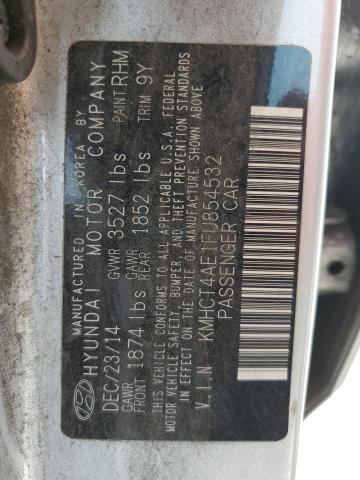 MANUFACTURED IN KOREA BY
HYUNDAI MOTOR COMPANY
DEC/23/14 GVWR 3527 lbs PAINT RHM
GAWR FRONT 1874 lbs GAWR REAR 1852 lbs TRIM 9Y
THIS VEHICLE CONFORMS TO ALL APPLICABLE U.S.A. FEDERAL
MOTOR VEHICLE SAFETY, BUMPER, AND THEFT PREVENTION STANDARDS
IN EFFECT ON THE DATE OF MANUFACTURE SHOWN ABOVE
V.I.N. KMHCT4AE1FU854532
PASSENGER CAR